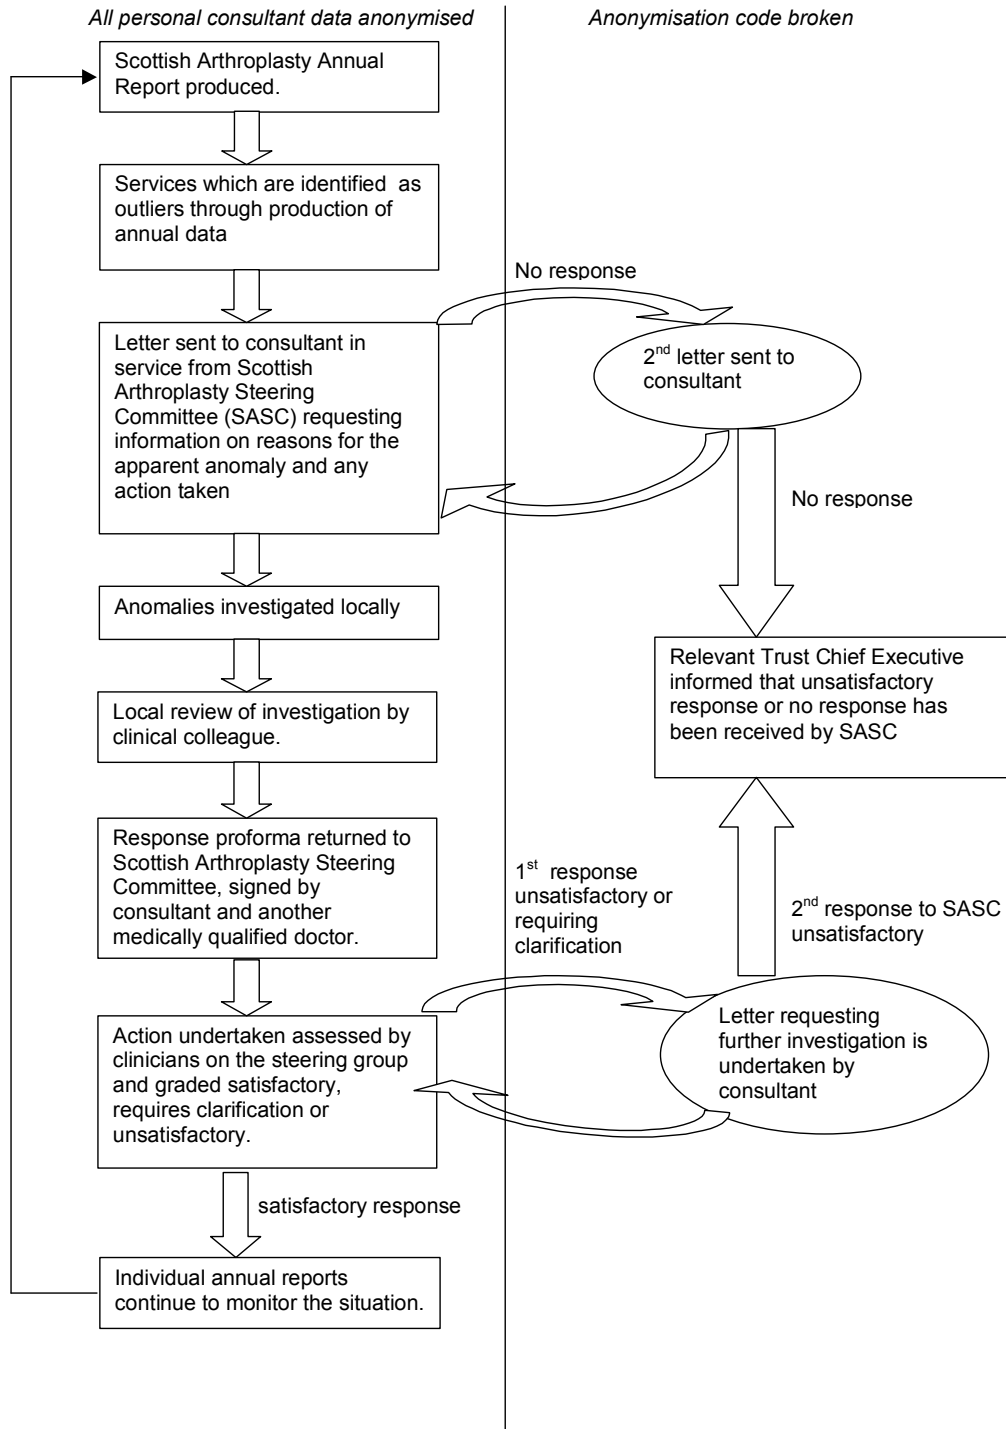 All personal consultant data anonymised
Anonymisation code broken
Scottish Arthroplasty Annual
Report produced.
Services which are identified as
outliers through production of
annual data
No response
Letter sent to consultant in
service from Scottish
Arthroplasty Steering
Committee (SASC) requesting
information on reasons for the
apparent anomaly and any
action taken
2nd letter sent to
consultant
No response
Anomalies investigated locally
Local review of investigation by
clinical colleague.
Relevant Trust Chief Executive
informed that unsatisfactory
response or no response has
been received by SASC
Response proforma returned to
Scottish Arthroplasty Steering
Committee, signed by
consultant and another
medically qualified doctor.
1st response
unsatisfactory or
requiring
clarification
2nd response to SASC
unsatisfactory
Action undertaken assessed by
clinicians on the steering group
and graded satisfactory,
requires clarification or
unsatisfactory.
Letter requesting
further investigation is
undertaken by
consultant
satisfactory response
Individual annual reports
continue to monitor the situation.